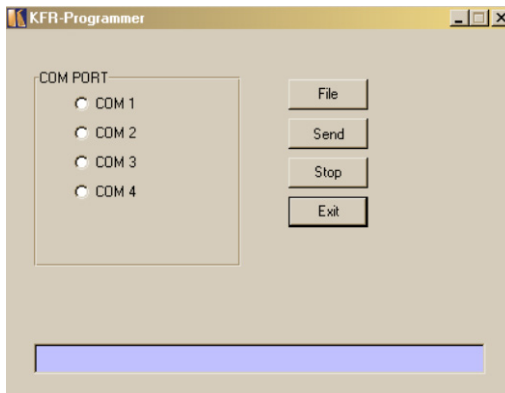 KFR-Programmer
COM PORT
COM 1
COM 2
COM 3
COM 4
File
Send
Stop
Exit